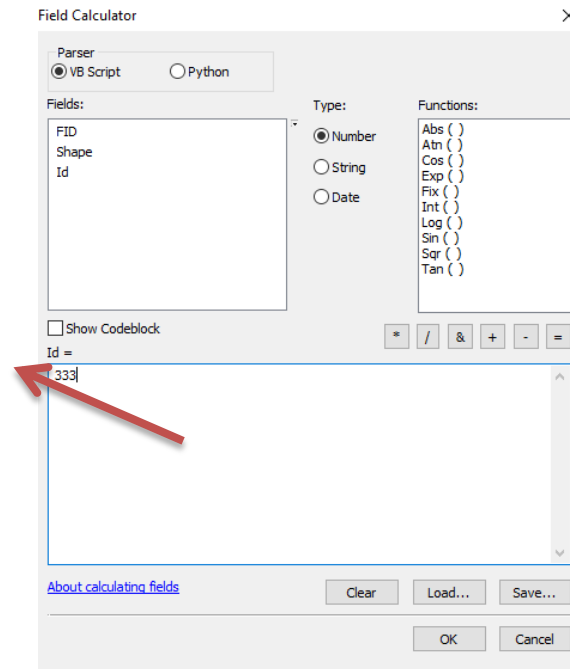 Field Calculator
Parser
VB Script Python
Fields: Type: Functions:
FID
Shape
Id
Number
String
Date
Abs ( )
Atn ( )
Cos ( )
Exp ( )
Fix ( )
Int ( )
Log ( )
Sin ( )
Sqr ( )
Tan ( )
Show Codeblock * / & + - =
Id =
333
About calculating fields Clear Load... Save...
OK Cancel